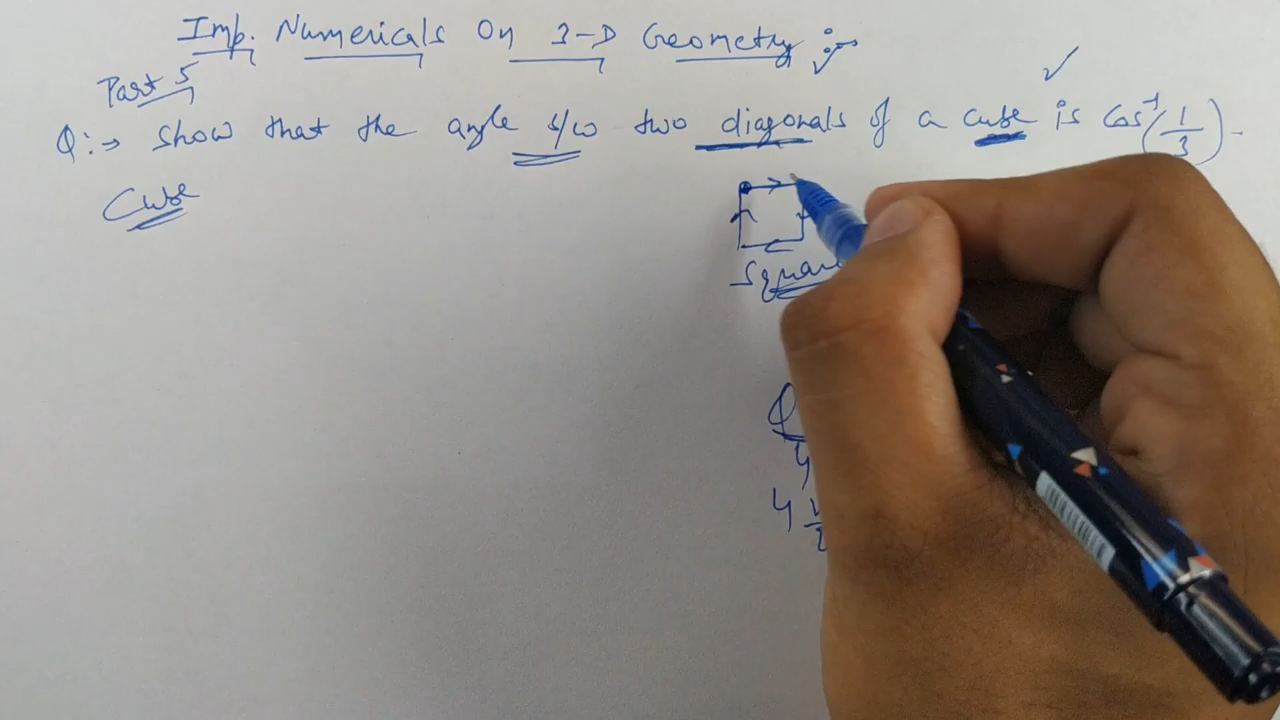 Imp. Numericals On 3-D Geometry :→
Part 5
Q:→ Show that the angle b/w two diagonals of a cube is Cos⁻¹(1/3).
Cube